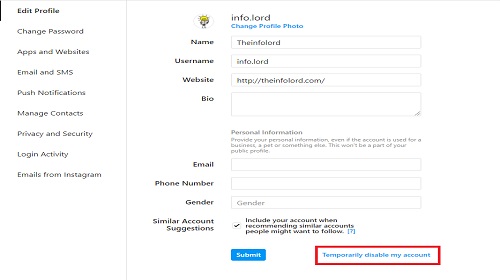 Edit Profile
Change Password
Apps and Websites
Email and SMS
Push Notifications
Manage Contacts
Privacy and Security
Login Activity
Emails from Instagram
info.lord
Change Profile Photo
Name
Theinfolord
Username
info.lord
Website
http://theinfolord.com/
Bio
Personal Information
Provide your personal information, even if the account is used for a
business, a pet or something else. This won't be a part of your
public profile.
Email
Phone Number
Gender
Gender
Similar Account
Suggestions
Include your account when
recommending similar accounts
people might want to follow. [?]
Submit
Temporarily disable my account